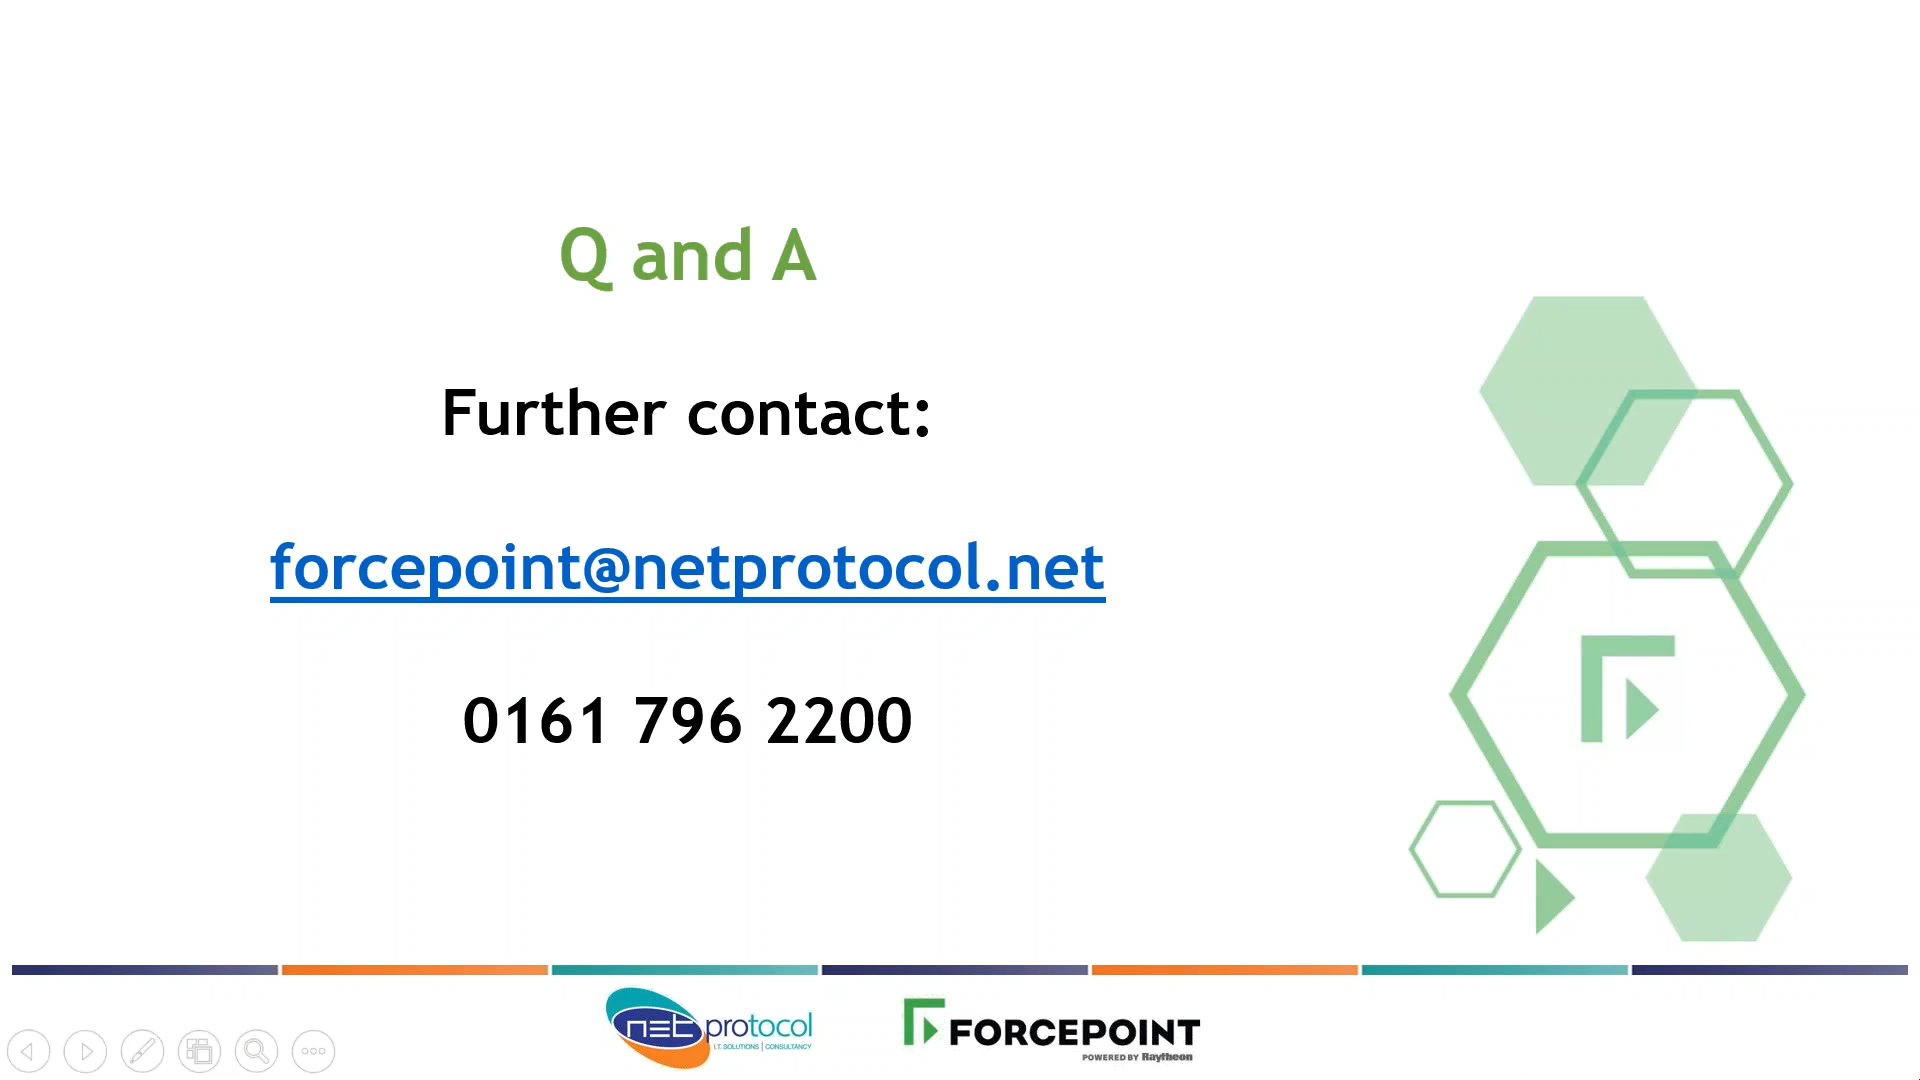 Q and A
Further contact:
forcepoint@netprotocol.net
0161 796 2200
net protocol
I.T. SOLUTIONS | CONSULTANCY
FORCEPOINT
POWERED BY Raytheon